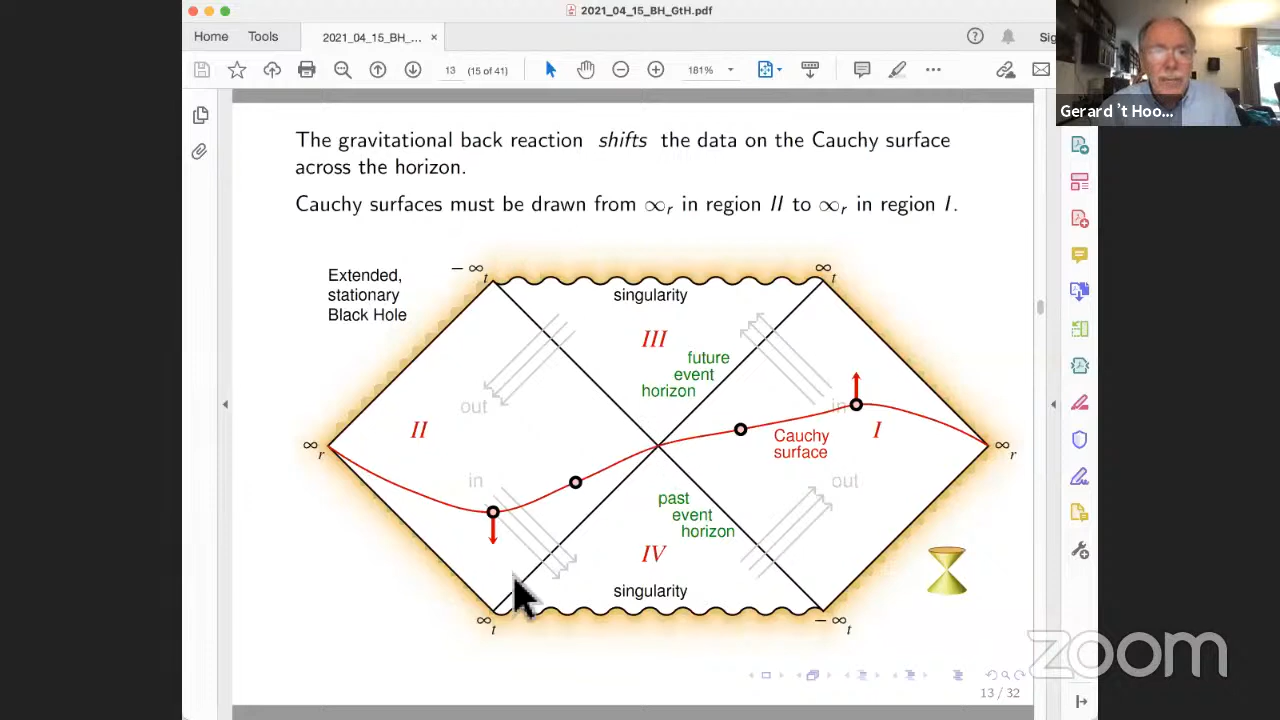 2021_04_15_BH_GtH.pdf
Home Tools 2021_04_15_BH_... × Sig
13 (15 of 41) 181%
Gerard 't Hoo...
The gravitational back reaction shifts the data on the Cauchy surface
across the horizon.
Cauchy surfaces must be drawn from ∞r in region II to ∞r in region I.
Extended,
stationary
Black Hole
− ∞t
∞t
singularity
III
future
event
horizon
out
in
II
Cauchy
surface
I
∞r
∞r
in
out
past
event
horizon
IV
singularity
∞t
− ∞t
zoom
13 / 32